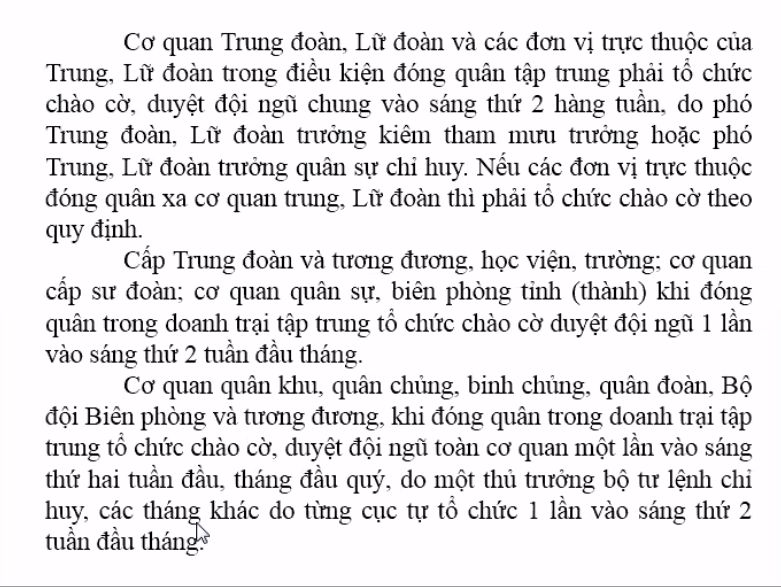 Cơ quan Trung đoàn, Lữ đoàn và các đơn vị trực thuộc của
Trung, Lữ đoàn trong điều kiện đóng quân tập trung phải tổ chức
chào cờ, duyệt đội ngũ chung vào sáng thứ 2 hàng tuần, do phó
Trung đoàn, Lữ đoàn trưởng kiêm tham mưu trưởng hoặc phó
Trung, Lữ đoàn trưởng quân sự chỉ huy. Nếu các đơn vị trực thuộc
đóng quân xa cơ quan trung, Lữ đoàn thì phải tổ chức chào cờ theo
quy định.
Cấp Trung đoàn và tương đương, học viện, trường; cơ quan
cấp sư đoàn; cơ quan quân sự, biên phòng tỉnh (thành) khi đóng
quân trong doanh trại tập trung tổ chức chào cờ duyệt đội ngũ 1 lần
vào sáng thứ 2 tuần đầu tháng.
Cơ quan quân khu, quân chủng, binh chủng, quân đoàn, Bộ
đội Biên phòng và tương đương, khi đóng quân trong doanh trại tập
trung tổ chức chào cờ, duyệt đội ngũ toàn cơ quan một lần vào sáng
thứ hai tuần đầu, tháng đầu quý, do một thủ trưởng bộ tư lệnh chỉ
huy, các tháng khác do từng cục tự tổ chức 1 lần vào sáng thứ 2
tuần đầu tháng.